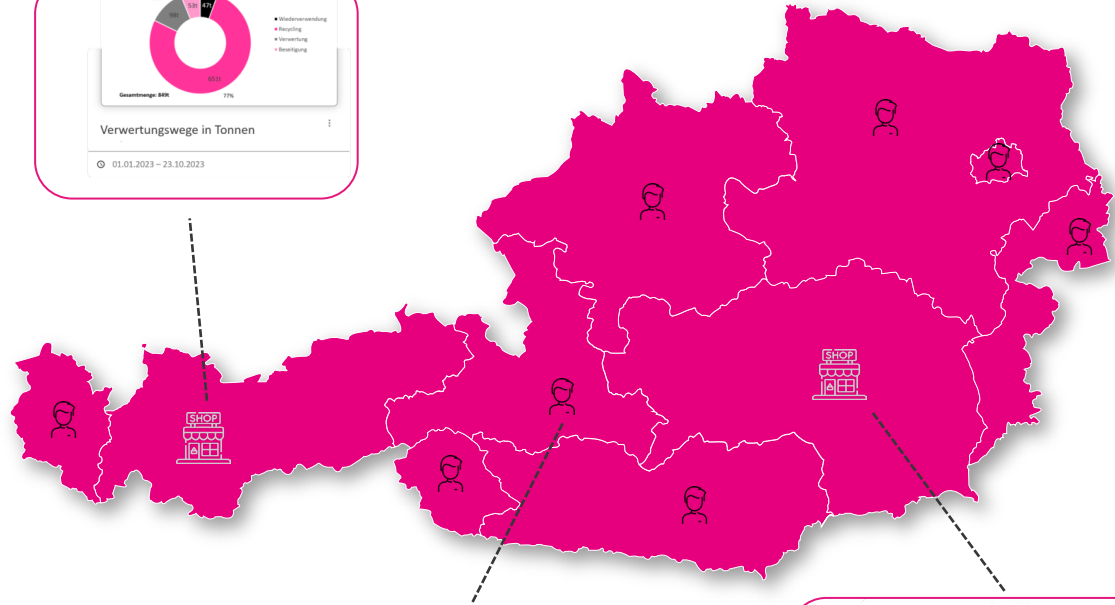 53t
47t
98t
651t
Wiederverwendung
Recycling
Verwertung
Beseitigung
Gesamtmenge: 849t
77%
Verwertungswege in Tonnen
01.01.2023 – 23.10.2023
SHOP
SHOP